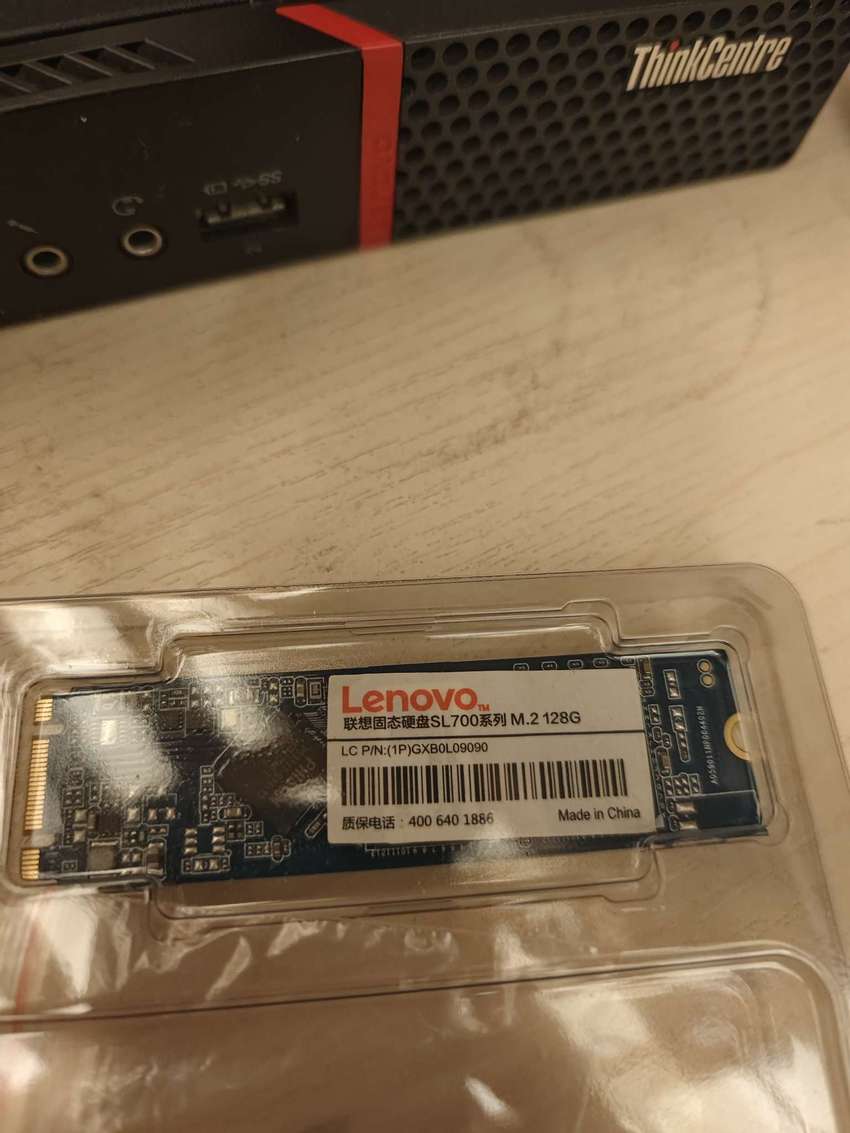 ThinkCentre
Lenovo™
联想固态硬盘SL700系列 M.2 128G
LC P/N:(1P)GXB0L09090
质保电话：400 640 1886
Made in China